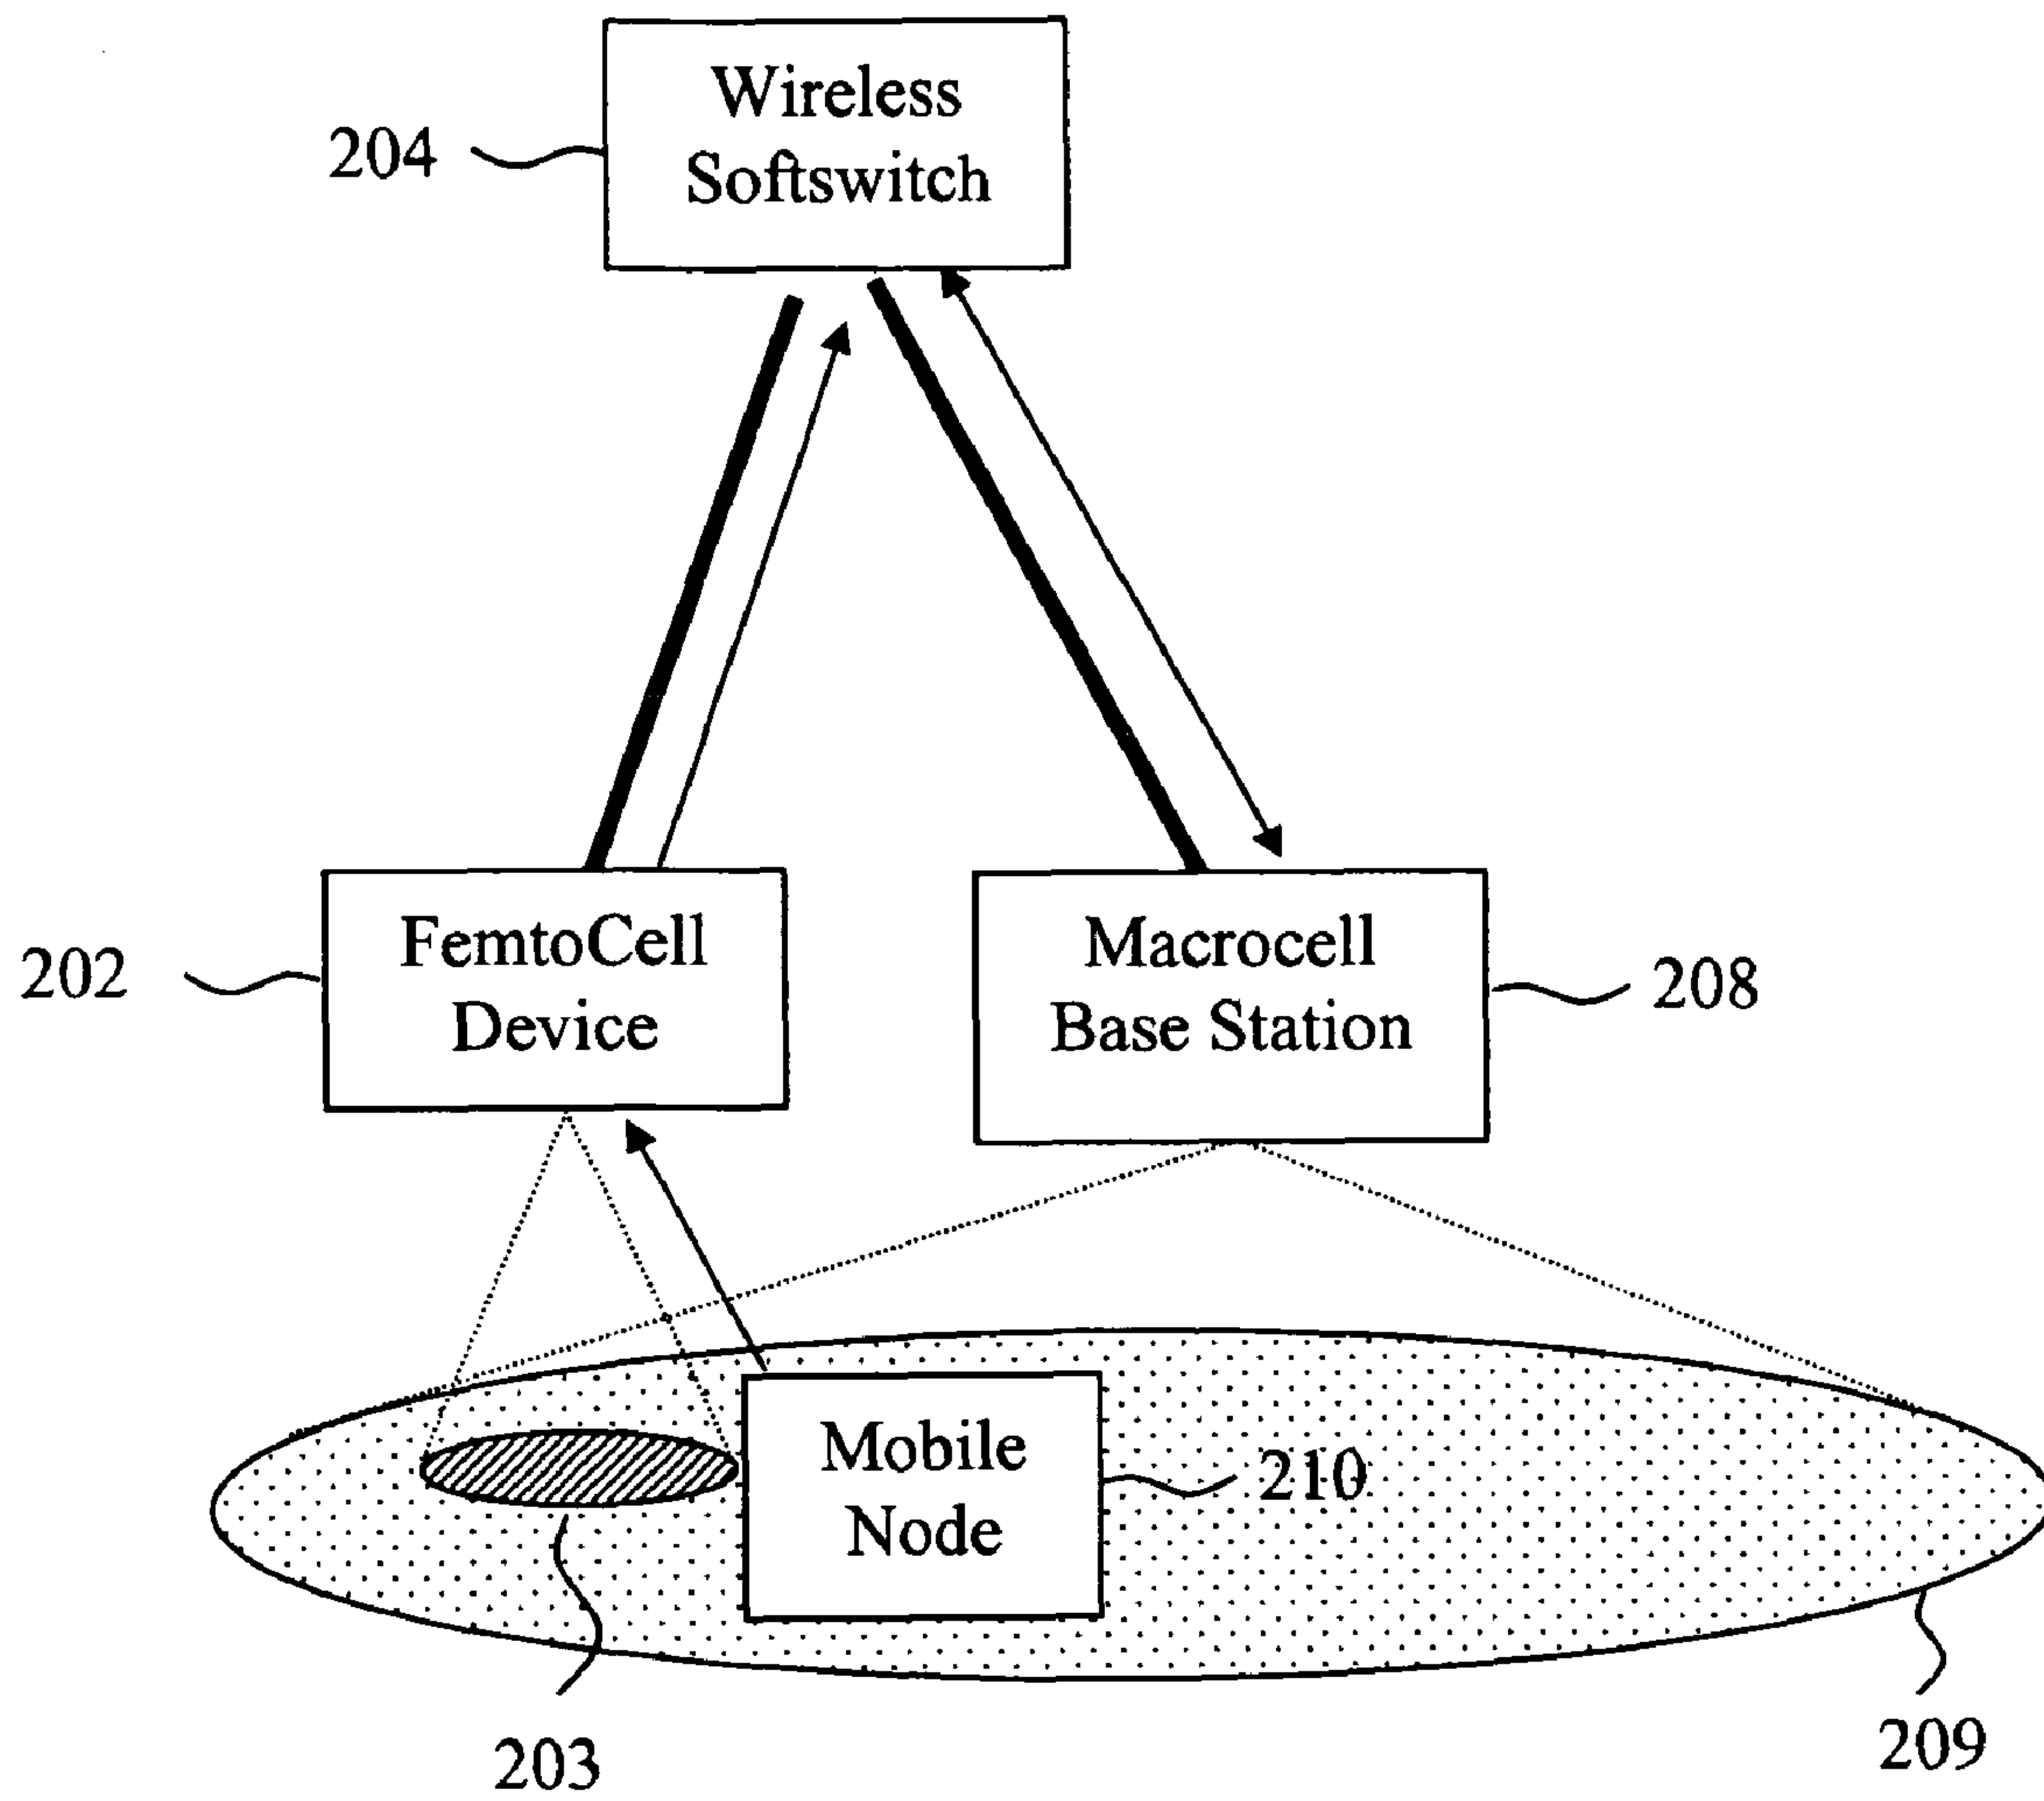 Wireless
Softswitch
204
FemtoCell
Device
202
Macrocell
Base Station
208
Mobile
Node
210
203
209